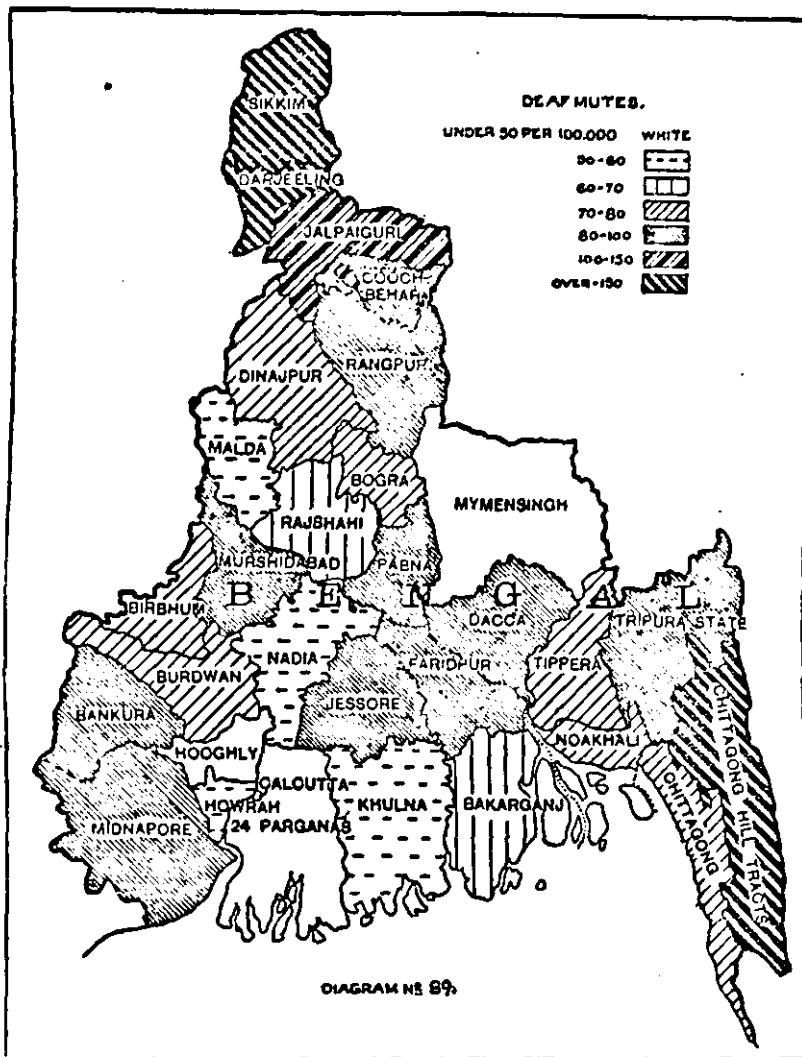 DEAF MUTES.
UNDER 50 PER 100.000 WHITE
50-60
60-70
70-80
80-100
100-150
OVER-150
SIKKIM
DARJEELING
JALPAIGURI
COOCH
BEHAR
RANGPUR
DINAJPUR
MALDA
BOGRA
MYMENSINGH
RAJSHAHI
MURSHIDABAD
PABNA
BENGAL
BIRBHUM
DACCA
TRIPURA STATE
NADIA
FARIDPUR
TIPPERA
BURDWAN
JESSORE
BANKURA
NOAKHALI
HOOGHLY
CALCUTTA
HOWRAH
24 PARGANAS
KHULNA
BAKARGANJ
MIDNAPORE
CHITTAGONG
CHITTAGONG HILL TRACTS
DIAGRAM Nº 89.